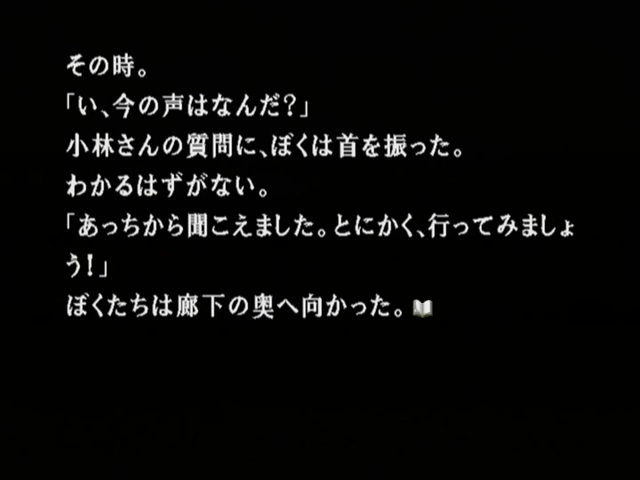 その時。
「い、今の声はなんだ?」
小林さんの質問に、ぼくは首を振った。
わかるはずがない。
「あっちから聞こえました。とにかく、行ってみましょ
う!」
ぼくたちは廊下の奥へ向かった。